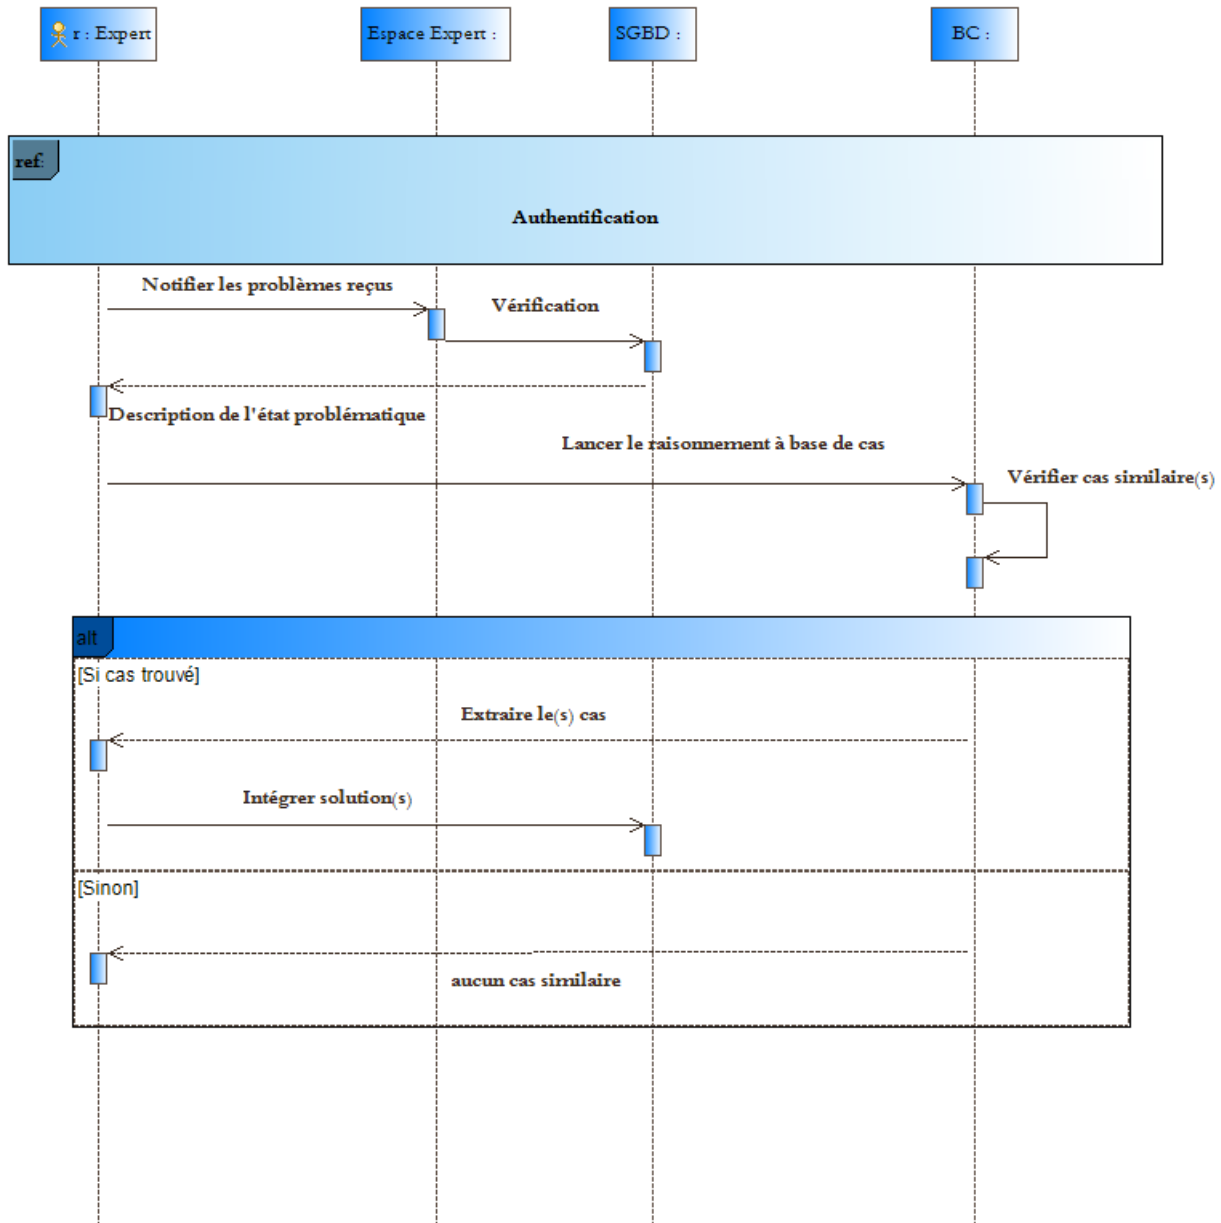 r : Expert
Espace Expert :
SGBD :
BC :
ref:
Authentification
Notifier les problèmes reçus
Vérification
Description de l'état problématique
Lancer le raisonnement à base de cas
Vérifier cas similaire(s)
alt
[Si cas trouvé]
Extraire le(s) cas
Intégrer solution(s)
[Sinon]
aucun cas similaire